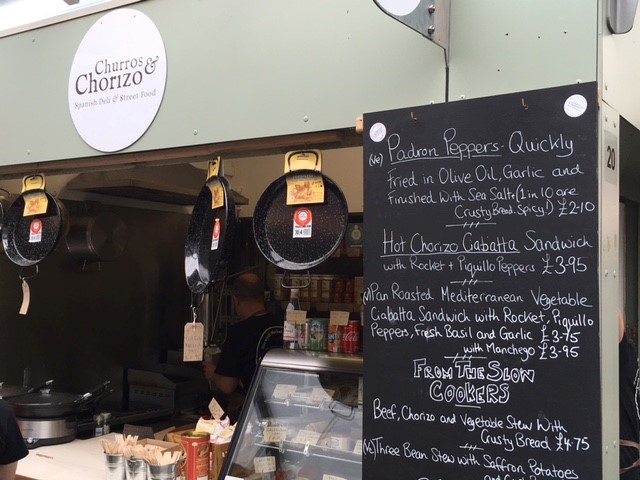 Churros &
Chorizo
Spanish Deli & Street Food
20
(Ve) Padron Peppers - Quickly
Fried in Olive Oil, Garlic and
Finished With Sea Salt + (1 in 10 are
Crusty Bread. Spicy!) £2-10
Hot Chorizo Ciabatta Sandwich
with Rocket + Piquillo Peppers £3-95
(v) Pan Roasted Mediterranean Vegetable
Ciabatta Sandwich with Rocket, Piquillo
Peppers, Fresh Basil and Garlic £3-75
with Manchego £3-95
FROM THE SLOW
COOKERS
Beef, Chorizo and Vegetable Stew With
Crusty Bread £4.75
(Ve) Three Bean Stew with Saffron Potatoes